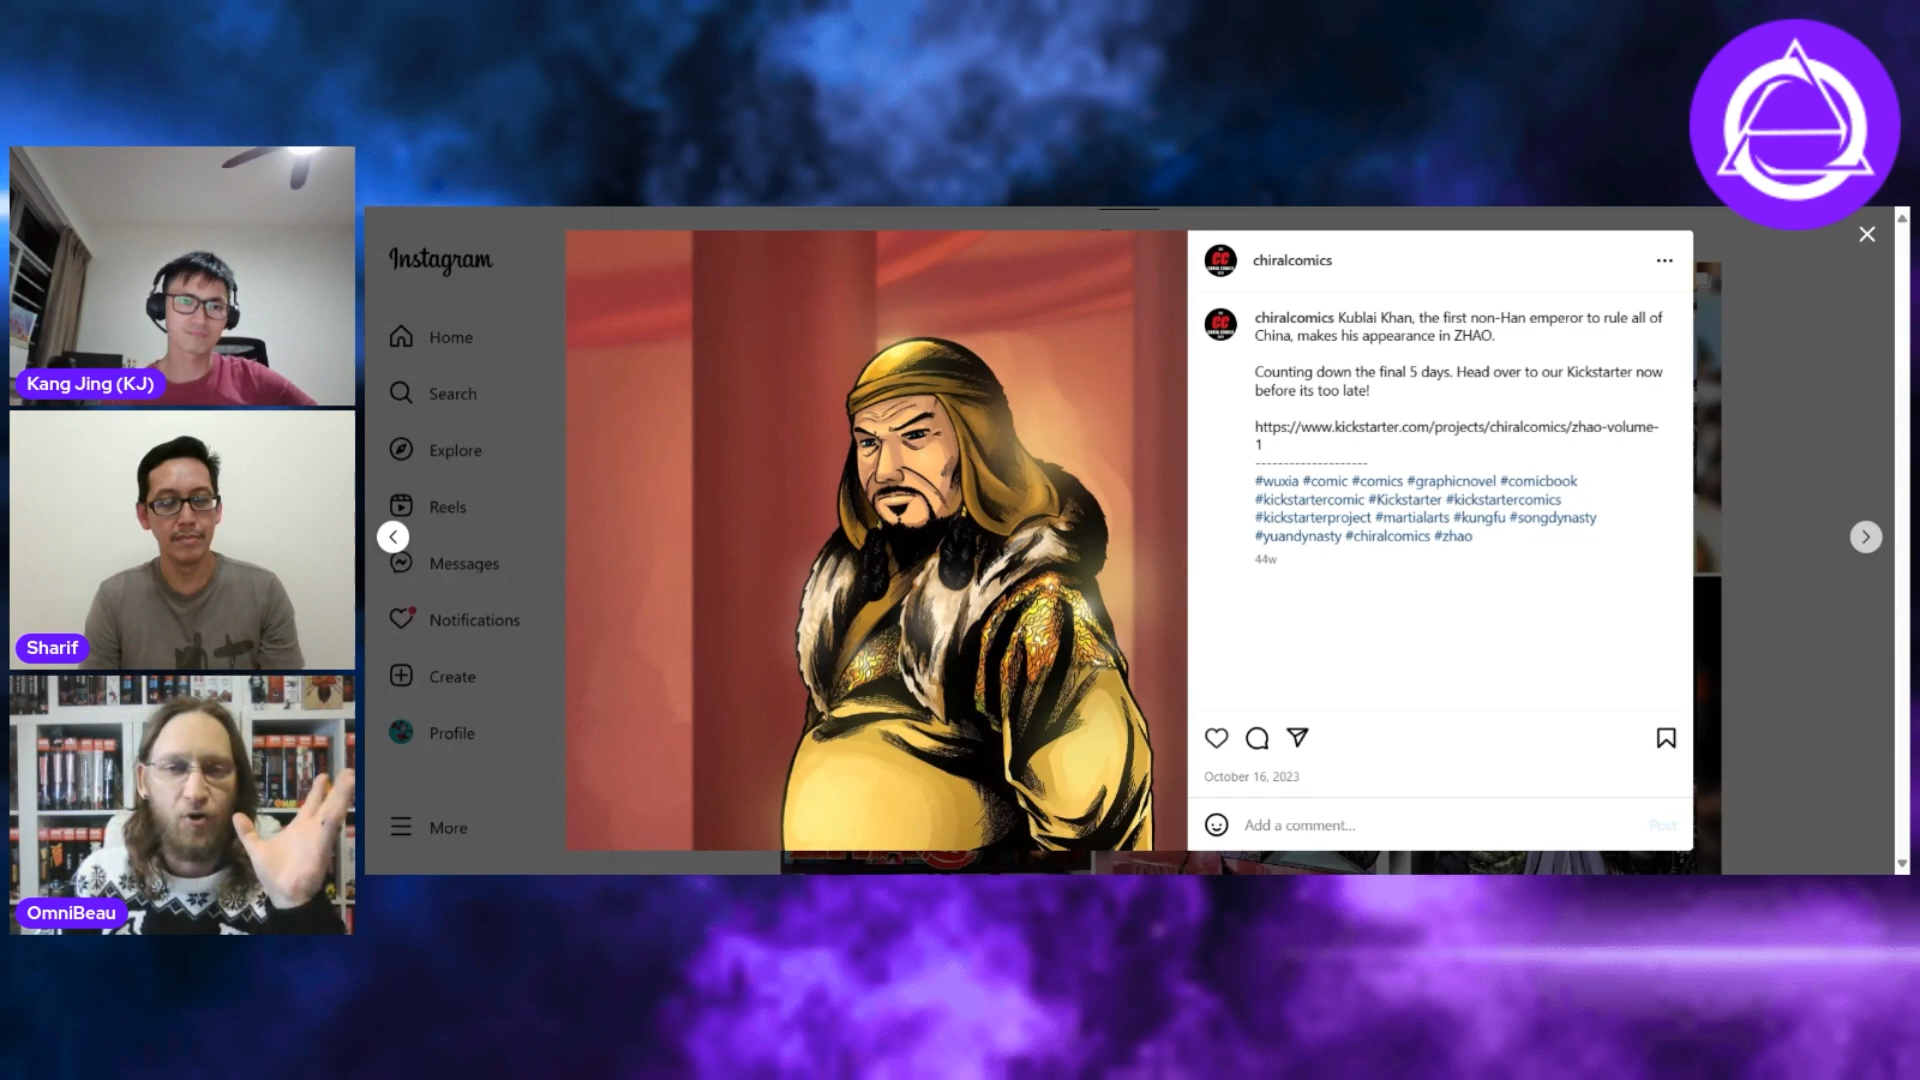 Kang Jing (KJ)
Sharif
OmniBeau
Instagram
Home
Search
Explore
Reels
Messages
Notifications
Create
Profile
More
chiralcomics
chiralcomics Kublai Khan, the first non-Han emperor to rule all of
China, makes his appearance in ZHAO.
Counting down the final 5 days. Head over to our Kickstarter now
before its too late!
https://www.kickstarter.com/projects/chiralcomics/zhao-volume-
1
--------------------
#wuxia #comic #comics #graphicnovel #comicbook
#kickstartercomic #Kickstarter #kickstartercomics
#kickstarterproject #martialarts #kungfu #songdynasty
#yuandynasty #chiralcomics #zhao
44w
October 16, 2023
Add a comment...
Post